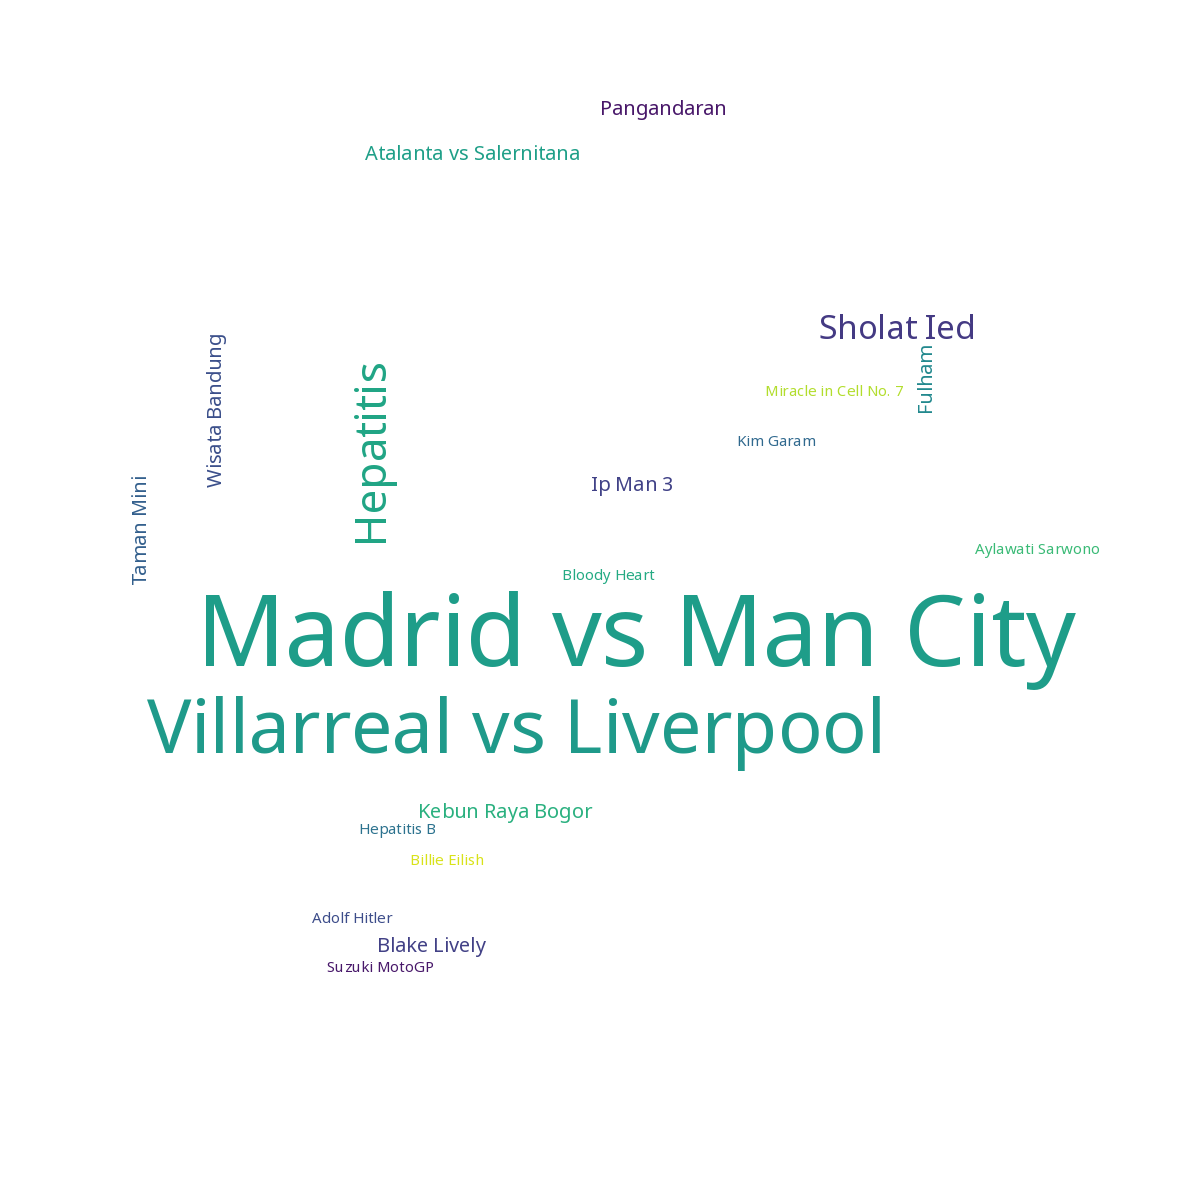 Pangandaran
Atalanta vs Salernitana
Sholat Ied
Wisata Bandung
Fulham
Hepatitis
Miracle in Cell No. 7
Kim Garam
Taman Mini
Ip Man 3
Aylawati Sarwono
Bloody Heart
Madrid vs Man City
Villarreal vs Liverpool
Kebun Raya Bogor
Hepatitis B
Billie Eilish
Adolf Hitler
Blake Lively
Suzuki MotoGP